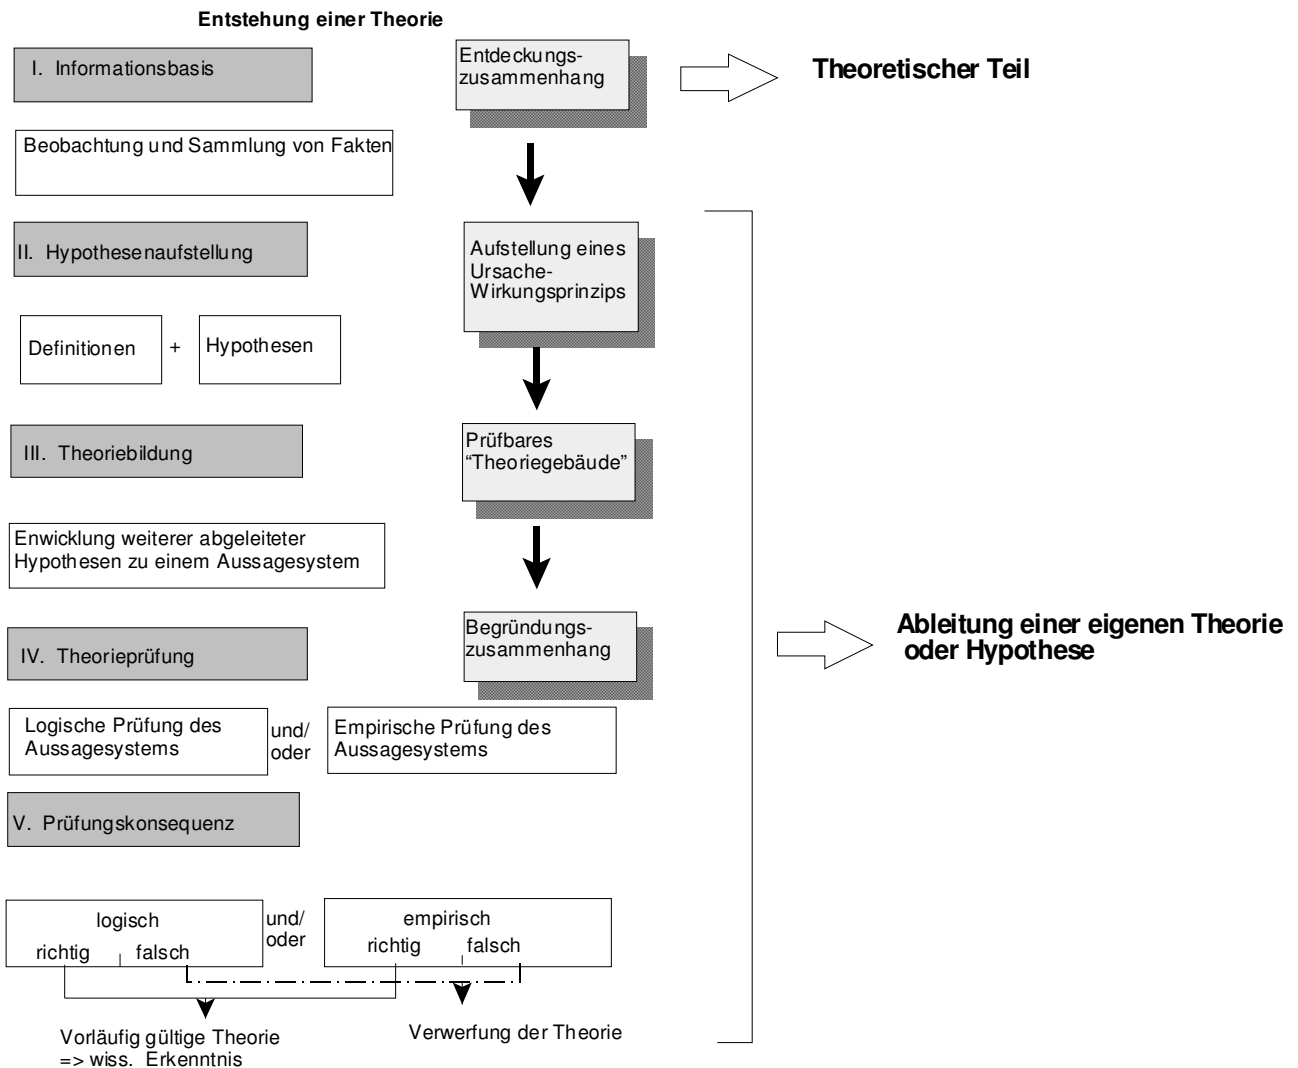 Entstehung einer Theorie
I. Informationsbasis
Entdeckungs-
zusammenhang
Theoretischer Teil
Beobachtung und Sammlung von Fakten
II. Hypothesenaufstellung
Aufstellung eines
Ursache-
Wirkungsprinzips
Definitionen
+
Hypothesen
III. Theoriebildung
Prüfbares
“Theoriegebäude”
Enwicklung weiterer abgeleiteter
Hypothesen zu einem Aussagesystem
IV. Theorieprüfung
Begründungs-
zusammenhang
Ableitung einer eigenen Theorie
oder Hypothese
Logische Prüfung des
Aussagesystems
und/
oder
Empirische Prüfung des
Aussagesystems
V. Prüfungskonsequenz
logisch
richtig falsch
und/
oder
empirisch
richtig falsch
Vorläufig gültige Theorie
=> wiss. Erkenntnis
Verwerfung der Theorie